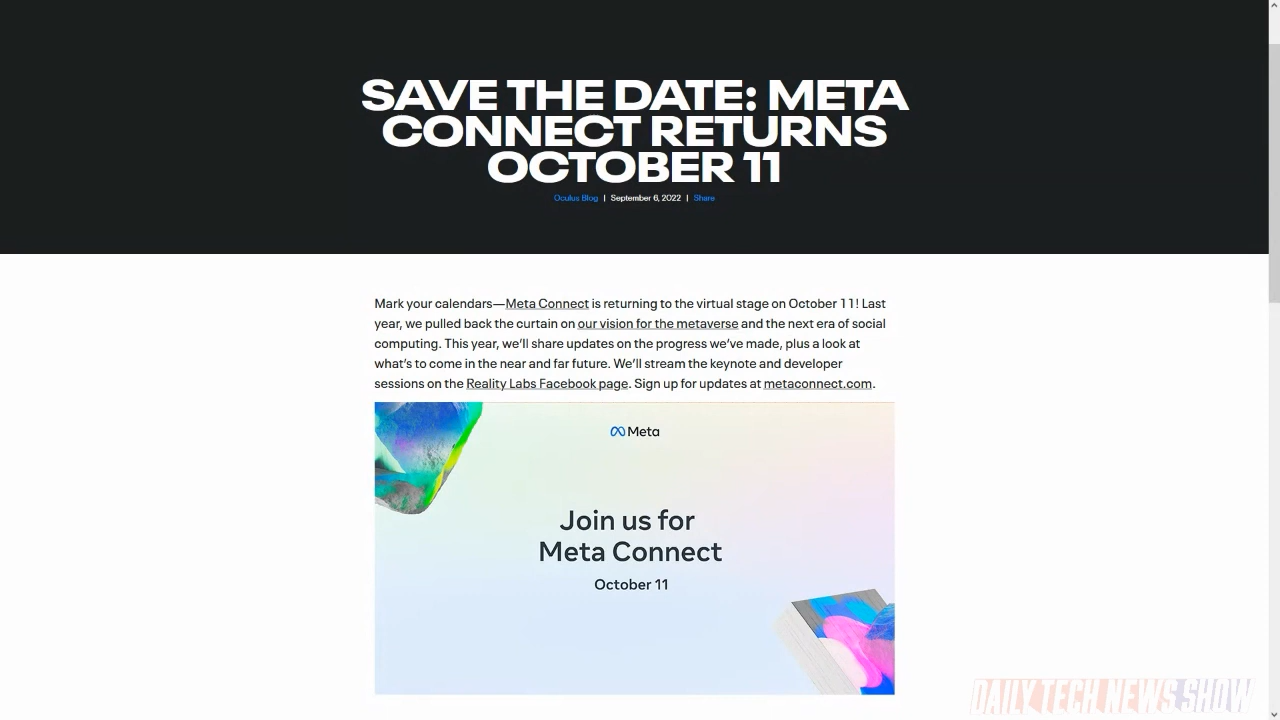 SAVE THE DATE: META
CONNECT RETURNS
OCTOBER 11
Oculus Blog | September 6, 2022 | Share
Mark your calendars—Meta Connect is returning to the virtual stage on October 11! Last
year, we pulled back the curtain on our vision for the metaverse and the next era of social
computing. This year, we’ll share updates on the progress we’ve made, plus a look at
what’s to come in the near and far future. We’ll stream the keynote and developer
sessions on the Reality Labs Facebook page. Sign up for updates at metaconnect.com.
Meta
Join us for
Meta Connect
October 11
DAILY TECH NEWS SHOW